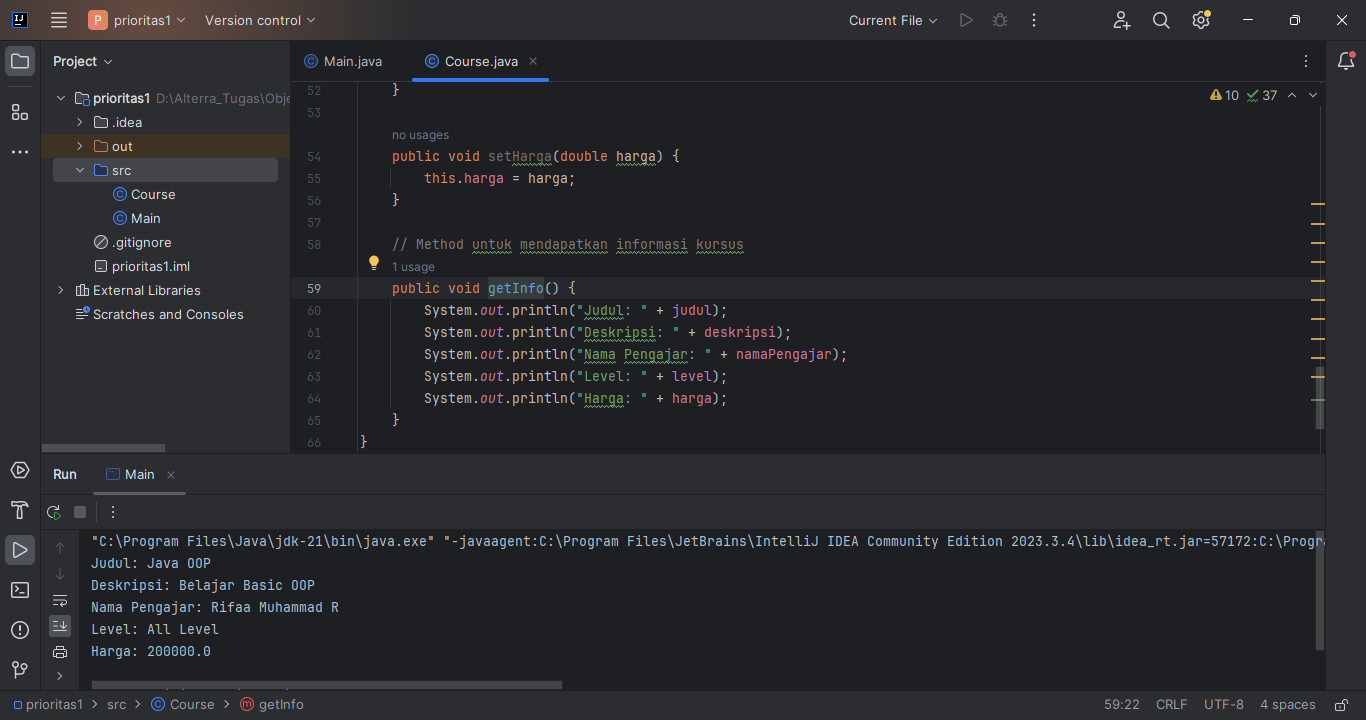 prioritas1
Version control
Current File
Project
Main.java
Course.java
prioritas1 D:\Alterra_Tugas\Obje
.idea
out
src
Course
Main
.gitignore
prioritas1.iml
External Libraries
Scratches and Consoles
10 37
52 }
53
no usages
54 public void setHarga(double harga) {
55 this.harga = harga;
56 }
57
58 // Method untuk mendapatkan informasi kursus
1 usage
59 public void getInfo() {
60 System.out.println("Judul: " + judul);
61 System.out.println("Deskripsi: " + deskripsi);
62 System.out.println("Nama Pengajar: " + namaPengajar);
63 System.out.println("Level: " + level);
64 System.out.println("Harga: " + harga);
65 }
66 }
Run
Main
"C:\Program Files\Java\jdk-21\bin\java.exe" "-javaagent:C:\Program Files\JetBrains\IntelliJ IDEA Community Edition 2023.3.4\lib\idea_rt.jar=57172:C:\Progra
Judul: Java OOP
Deskripsi: Belajar Basic OOP
Nama Pengajar: Rifaa Muhammad R
Level: All Level
Harga: 200000.0
prioritas1 > src > Course > getInfo
59:22 CRLF UTF-8 4 spaces